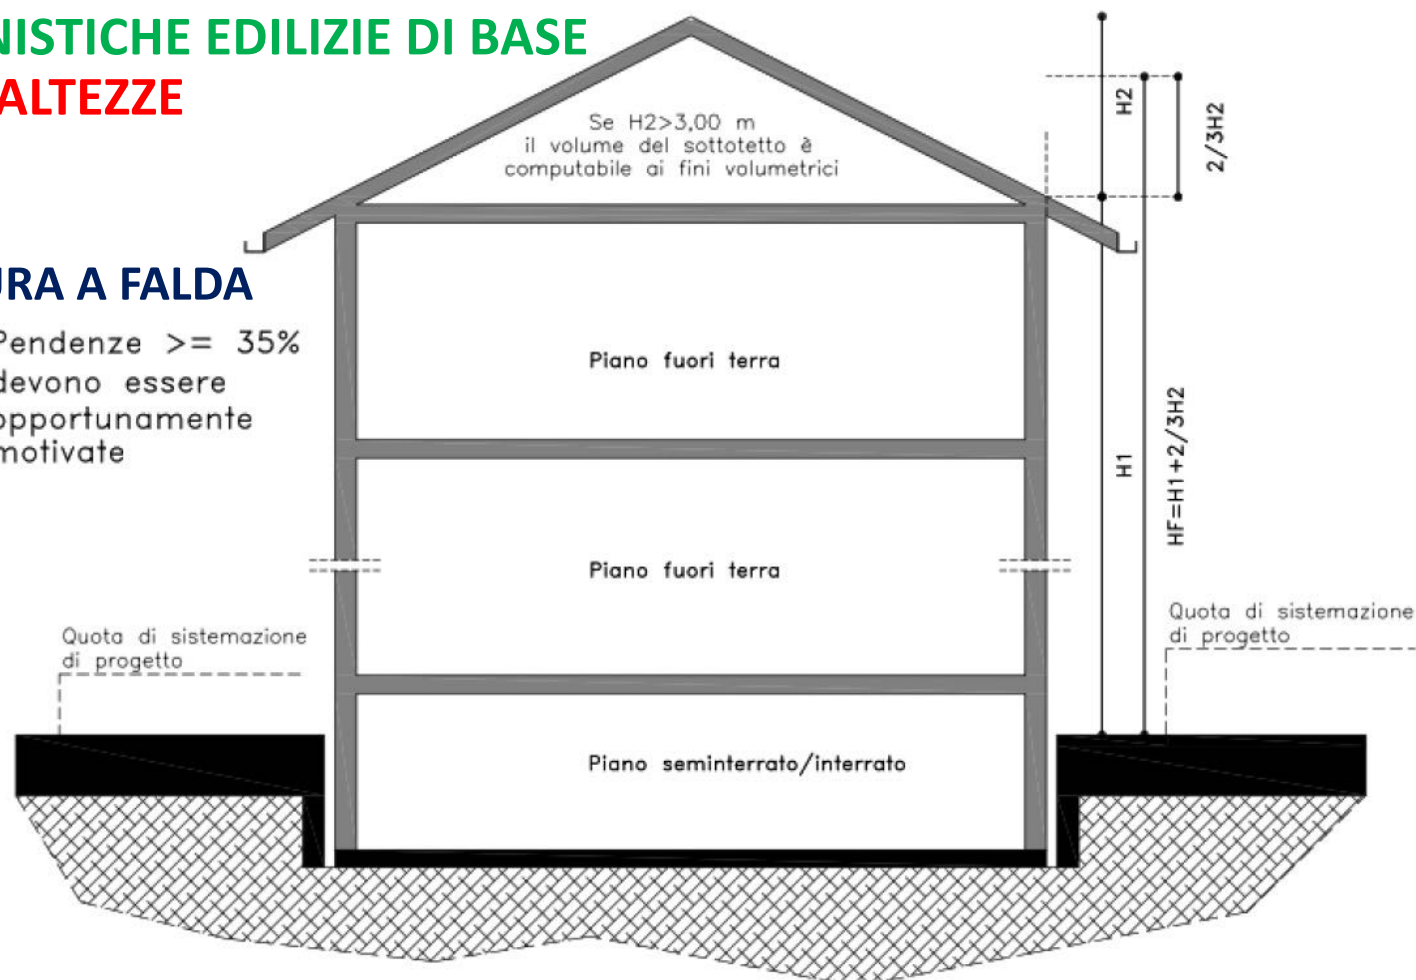 NISTICHE EDILIZIE DI BASE
ALTEZZE
Se H2>3,00 m
il volume del sottotetto è
computabile ai fini volumetrici
H2
2/3H2
URA A FALDA
Pendenze >= 35%
devono essere
opportunamente
motivate
Piano fuori terra
H1
HF=H1+2/3H2
Piano fuori terra
Quota di sistemazione
di progetto
Quota di sistemazione
di progetto
Piano seminterrato/interrato